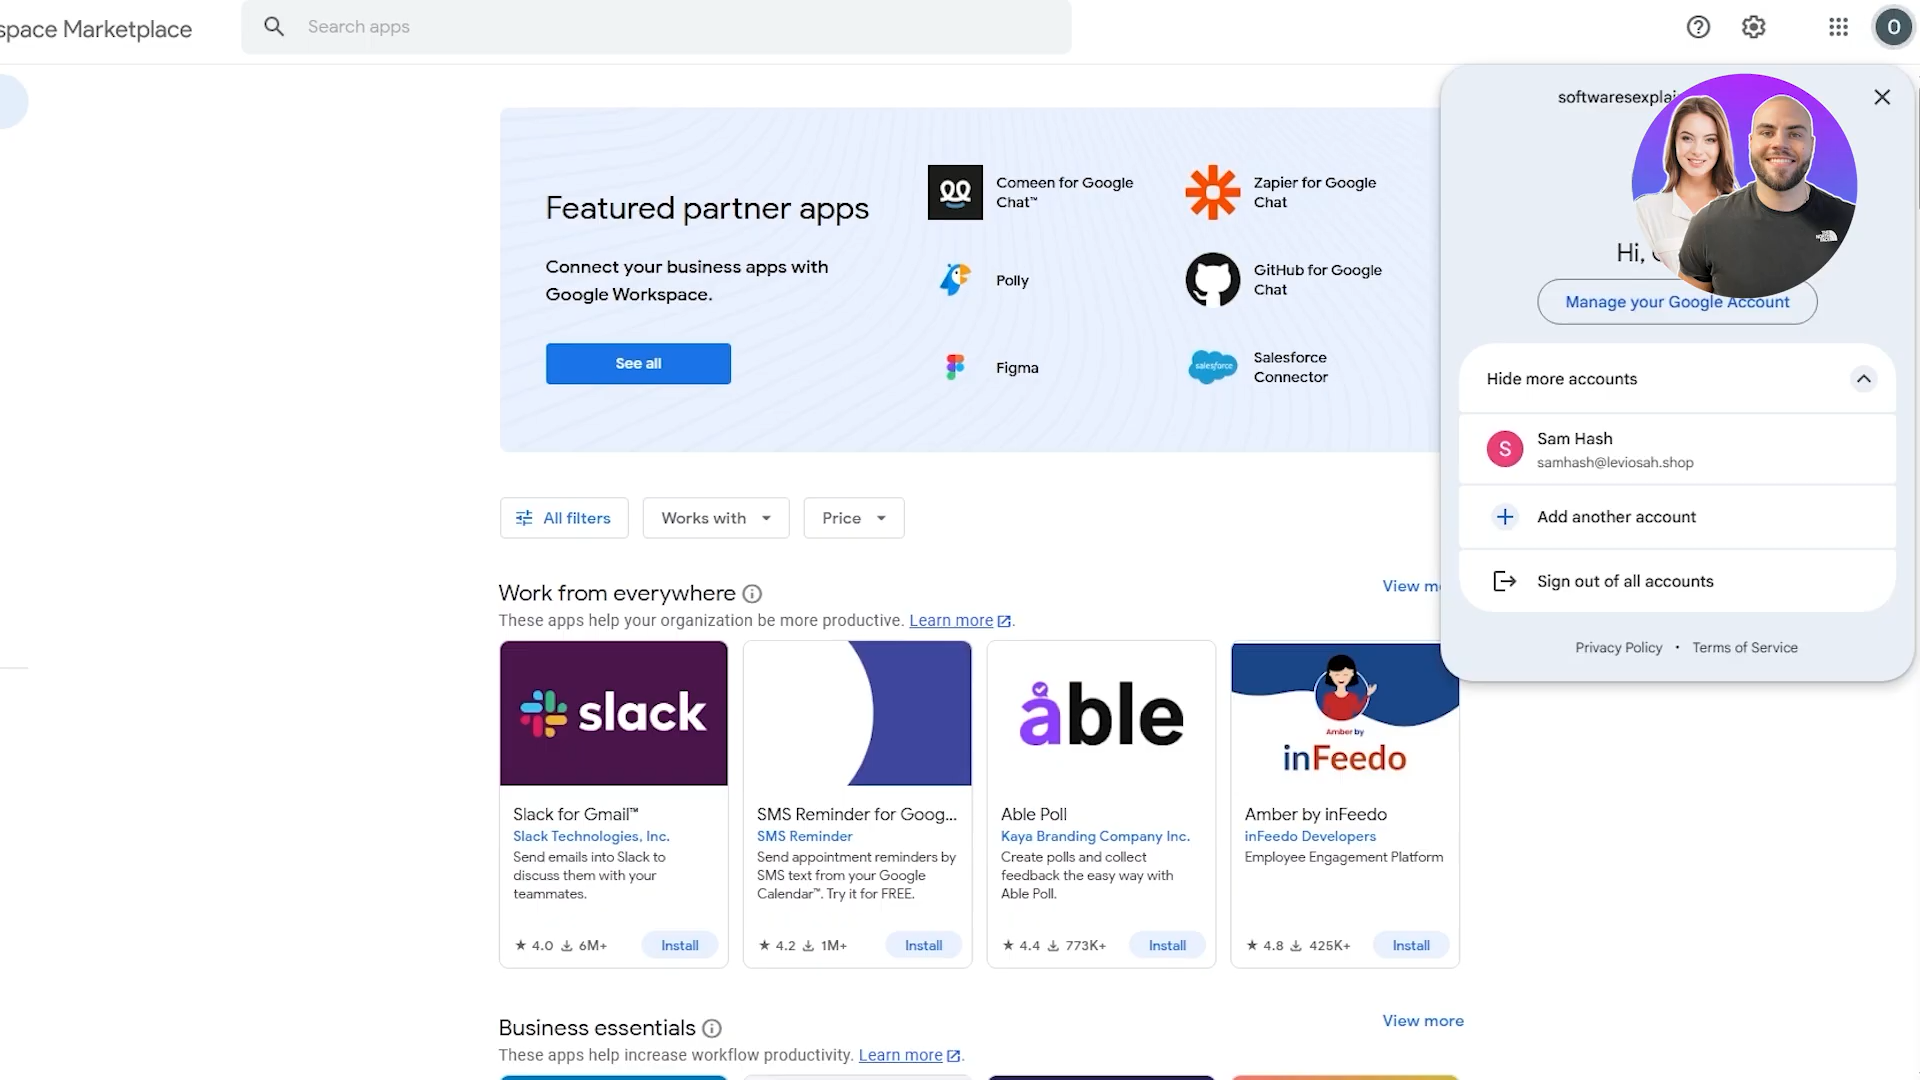 space Marketplace
Search apps
O
softwaresexplai
Hi,
Manage your Google Account
Hide more accounts
S
Sam Hash
samhash@leviosah.shop
Add another account
Sign out of all accounts
Privacy Policy • Terms of Service
Featured partner apps
Connect your business apps with
Google Workspace.
See all
Comeen for Google
Chat™
Zapier for Google
Chat
Polly
GitHub for Google
Chat
Figma
salesforce
Salesforce
Connector
All filters
Works with
Price
Work from everywhere
View mo
These apps help your organization be more productive. Learn more.
slack
able
Amber by
inFeedo
Slack for Gmail™
Slack Technologies, Inc.
Send emails into Slack to
discuss them with your
teammates.
4.0 6M+
Install
SMS Reminder for Goog...
SMS Reminder
Send appointment reminders by
SMS text from your Google
Calendar™. Try it for FREE.
4.2 1M+
Install
Able Poll
Kaya Branding Company Inc.
Create polls and collect
feedback the easy way with
Able Poll.
4.4 773K+
Install
Amber by inFeedo
inFeedo Developers
Employee Engagement Platform
4.8 425K+
Install
Business essentials
View more
These apps help increase workflow productivity. Learn more.